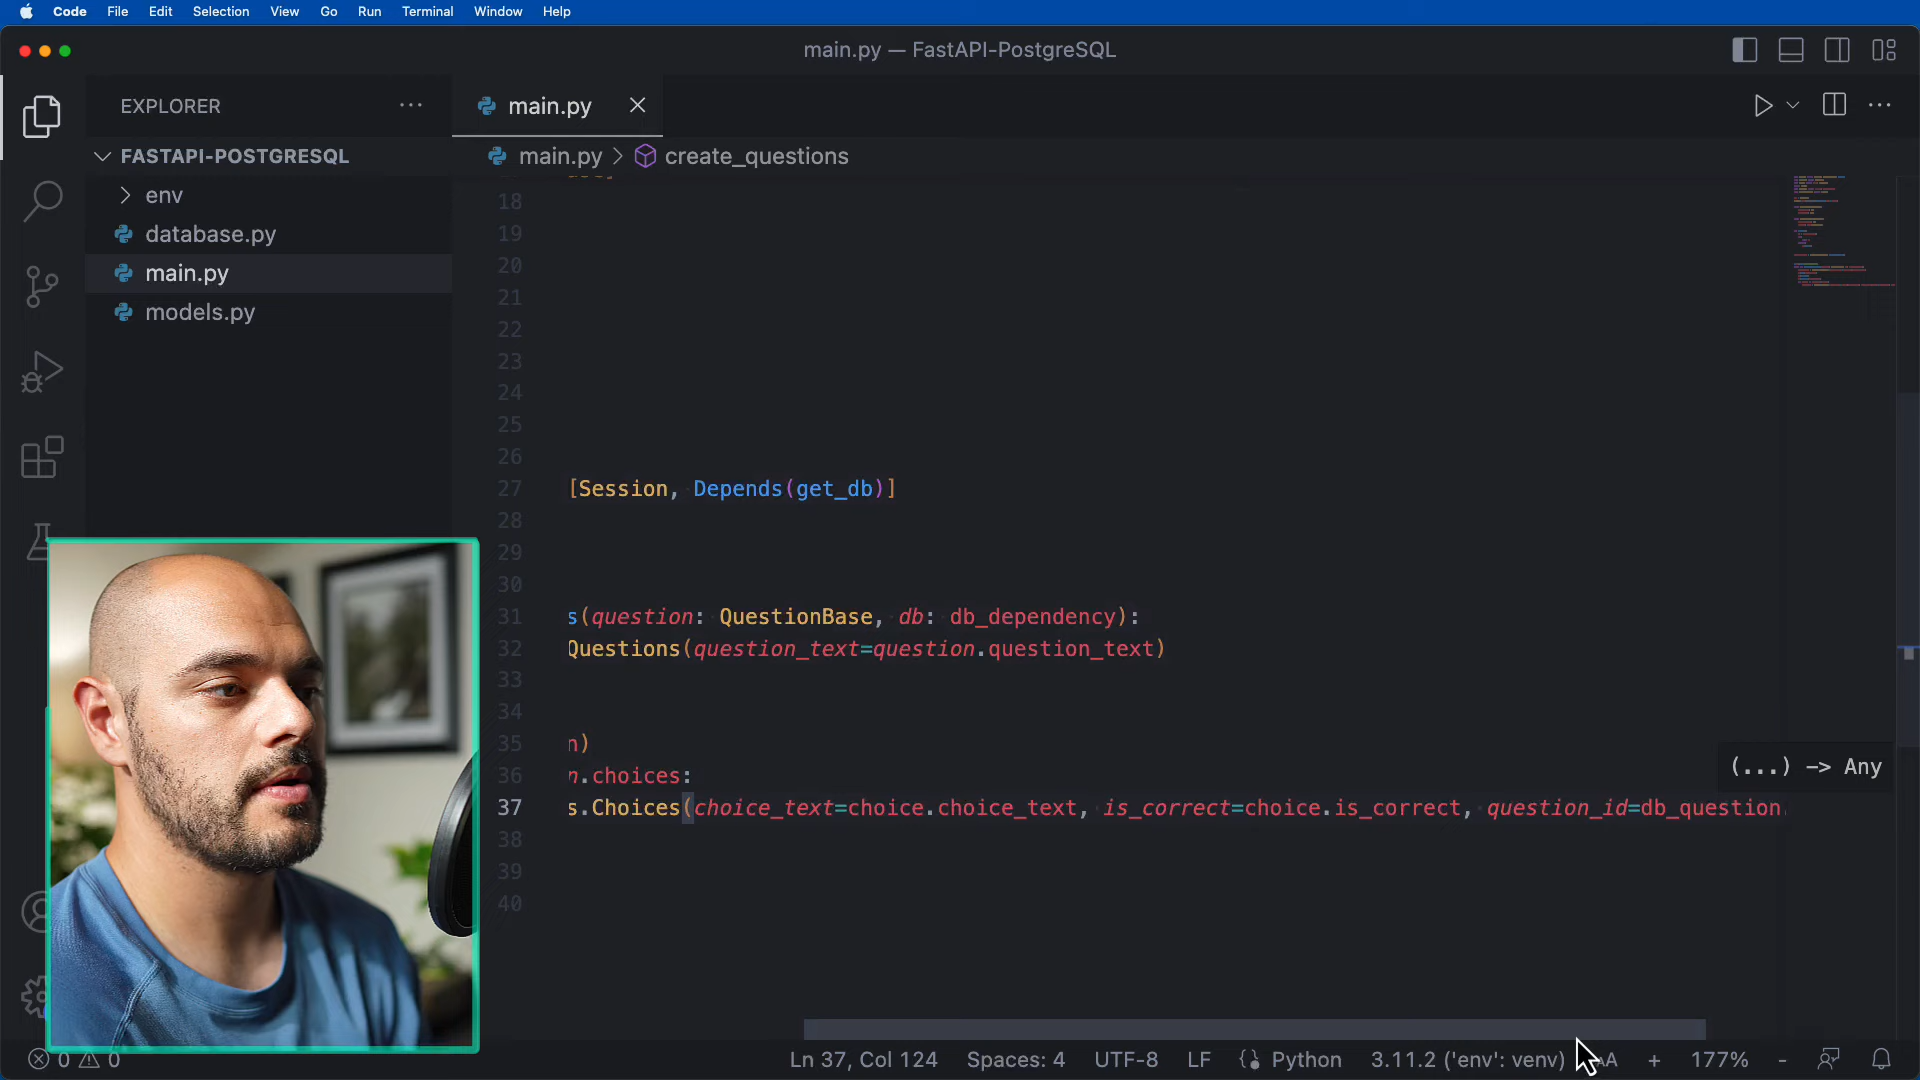 Code File Edit Selection View Go Run Terminal Window Help
main.py — FastAPI-PostgreSQL
EXPLORER
main.py
FASTAPI-POSTGRESQL
main.py > create_questions
env
database.py
main.py
models.py
18
19
20
21
22
23
24
25
26
27 [Session, Depends(get_db)]
28
29
30
31 s(question: QuestionBase, db: db_dependency):
32 Questions(question_text=question.question_text)
33
34
35 n)
36 n.choices:
(...) -> Any
37 s.Choices(choice_text=choice.choice_text, is_correct=choice.is_correct, question_id=db_question.
38
39
40
0 0 Ln 37, Col 124 Spaces: 4 UTF-8 LF {} Python 3.11.2 ('env': venv) + 177% -